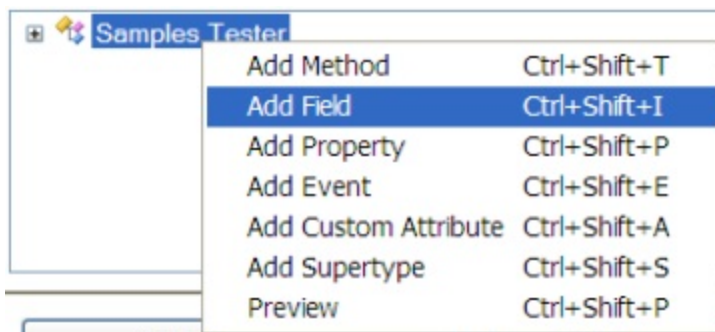 Samples.Tester
Add Method Ctrl+Shift+T
Add Field Ctrl+Shift+I
Add Property Ctrl+Shift+P
Add Event Ctrl+Shift+E
Add Custom Attribute Ctrl+Shift+A
Add Supertype Ctrl+Shift+S
Preview Ctrl+Shift+P